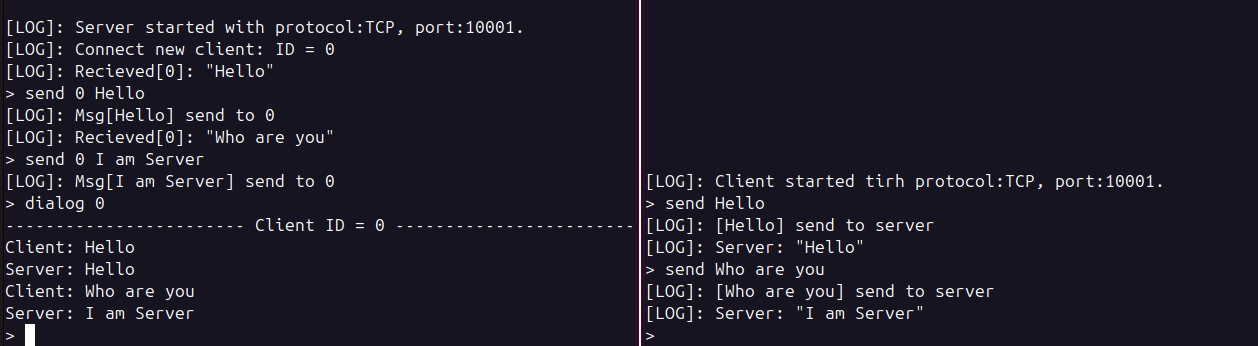 [LOG]: Server started with protocol:TCP, port:10001.
[LOG]: Connect new client: ID = 0
[LOG]: Recieved[0]: "Hello"
> send 0 Hello
[LOG]: Msg[Hello] send to 0
[LOG]: Recieved[0]: "Who are you"
> send 0 I am Server
[LOG]: Msg[I am Server] send to 0
> dialog 0
------------------------ Client ID = 0 ------------------------
Client: Hello
Server: Hello
Client: Who are you
Server: I am Server
>
[LOG]: Client started tirh protocol:TCP, port:10001.
> send Hello
[LOG]: [Hello] send to server
[LOG]: Server: "Hello"
> send Who are you
[LOG]: [Who are you] send to server
[LOG]: Server: "I am Server"
>